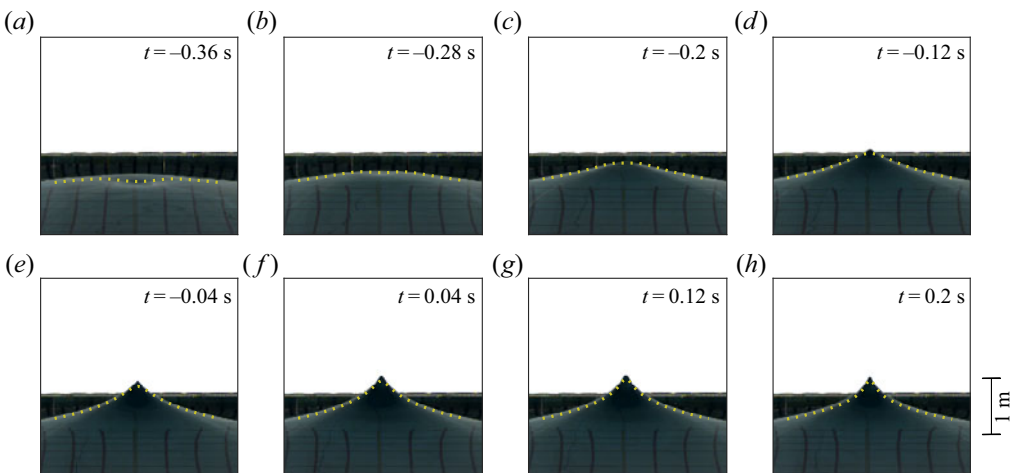 (a) (b) (c) (d)
t = –0.36 s t = –0.28 s t = –0.2 s t = –0.12 s
(e) (f) (g) (h)
t = –0.04 s t = 0.04 s t = 0.12 s t = 0.2 s
1 m